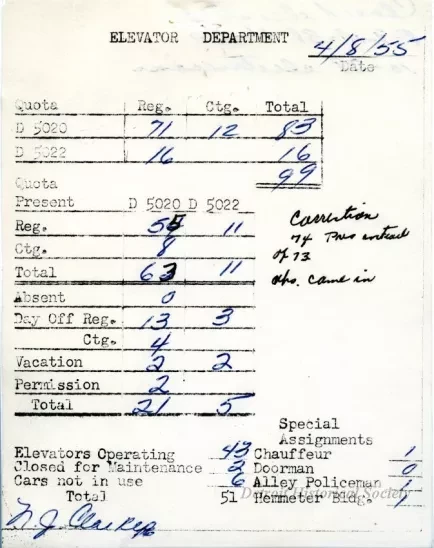 ELEVATOR DEPARTMENT 4/8/55
Date
Quota Reg. Ctg. Total
D 5020 71 12 83
D 5022 16 16
99
Quota
Present D 5020 D 5022
Reg. 55 11
Ctg. 8
Total 63 11
Absent 0
Day Off Reg. 13 3
Ctg. 4
Vacation 2 2
Permission 2
Total 21 5
Correction
74 Pres instead
of 73
abs. came in
Special
Assignments
Elevators Operating 43 Chauffeur 1
Closed for Maintenance 2 Doorman 0
Cars not in use 6 Alley Policeman 1
Total 51 Hemmeter Bldg. 1
Detroit Historical Society